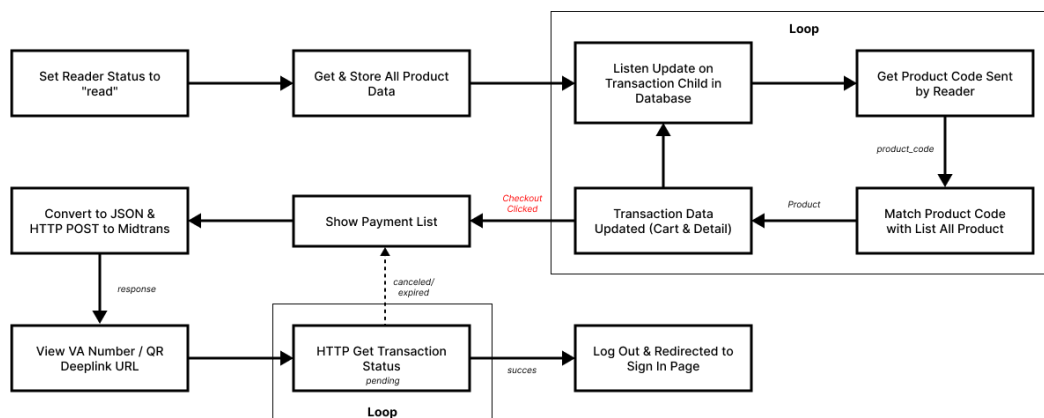 Loop
Set Reader Status to
"read"
Get & Store All Product
Data
Listen Update on
Transaction Child in
Database
Get Product Code Sent
by Reader
product_code
Convert to JSON &
HTTP POST to Midtrans
Show Payment List
Checkout
Clicked
Transaction Data
Updated (Cart & Detail)
Product
Match Product Code
with List All Product
response
canceled/
expired
View VA Number / QR
Deeplink URL
HTTP Get Transaction
Status
pending
succes
Log Out & Redirected to
Sign In Page
Loop